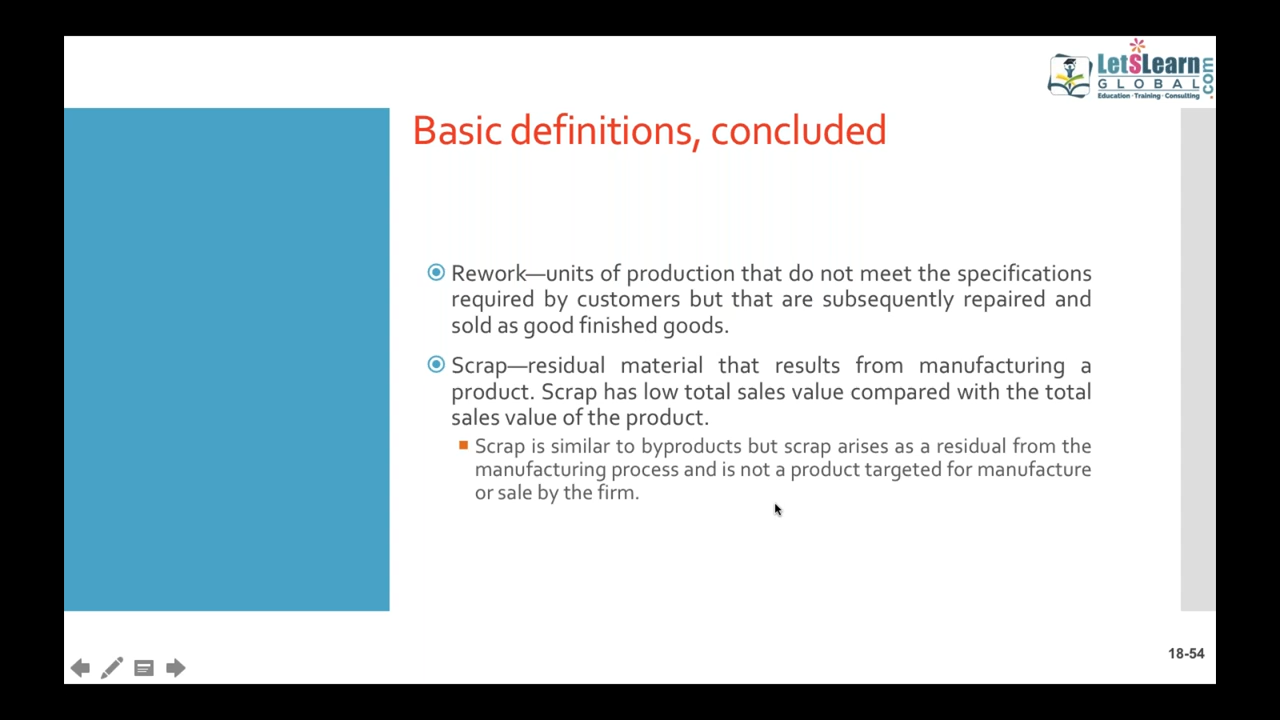 LetSLearn
.com
GLOBAL
Education · Training · Consulting
Basic definitions, concluded
Rework—units of production that do not meet the specifications
required by customers but that are subsequently repaired and
sold as good finished goods.
Scrap—residual material that results from manufacturing a
product. Scrap has low total sales value compared with the total
sales value of the product.
Scrap is similar to byproducts but scrap arises as a residual from the
manufacturing process and is not a product targeted for manufacture
or sale by the firm.
18-54